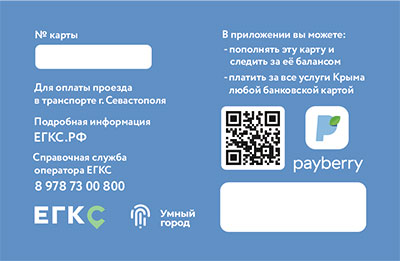 № карты
Для оплаты проезда
в транспорте г. Севастополя
Подробная информация
ЕГКС.РФ
Справочная служба
оператора ЕГКС
8 978 73 00 800
ЕГКС
Умный
город
В приложении вы можете:
- пополнять эту карту и
следить за её балансом
- платить за все услуги Крыма
любой банковской картой
payberry